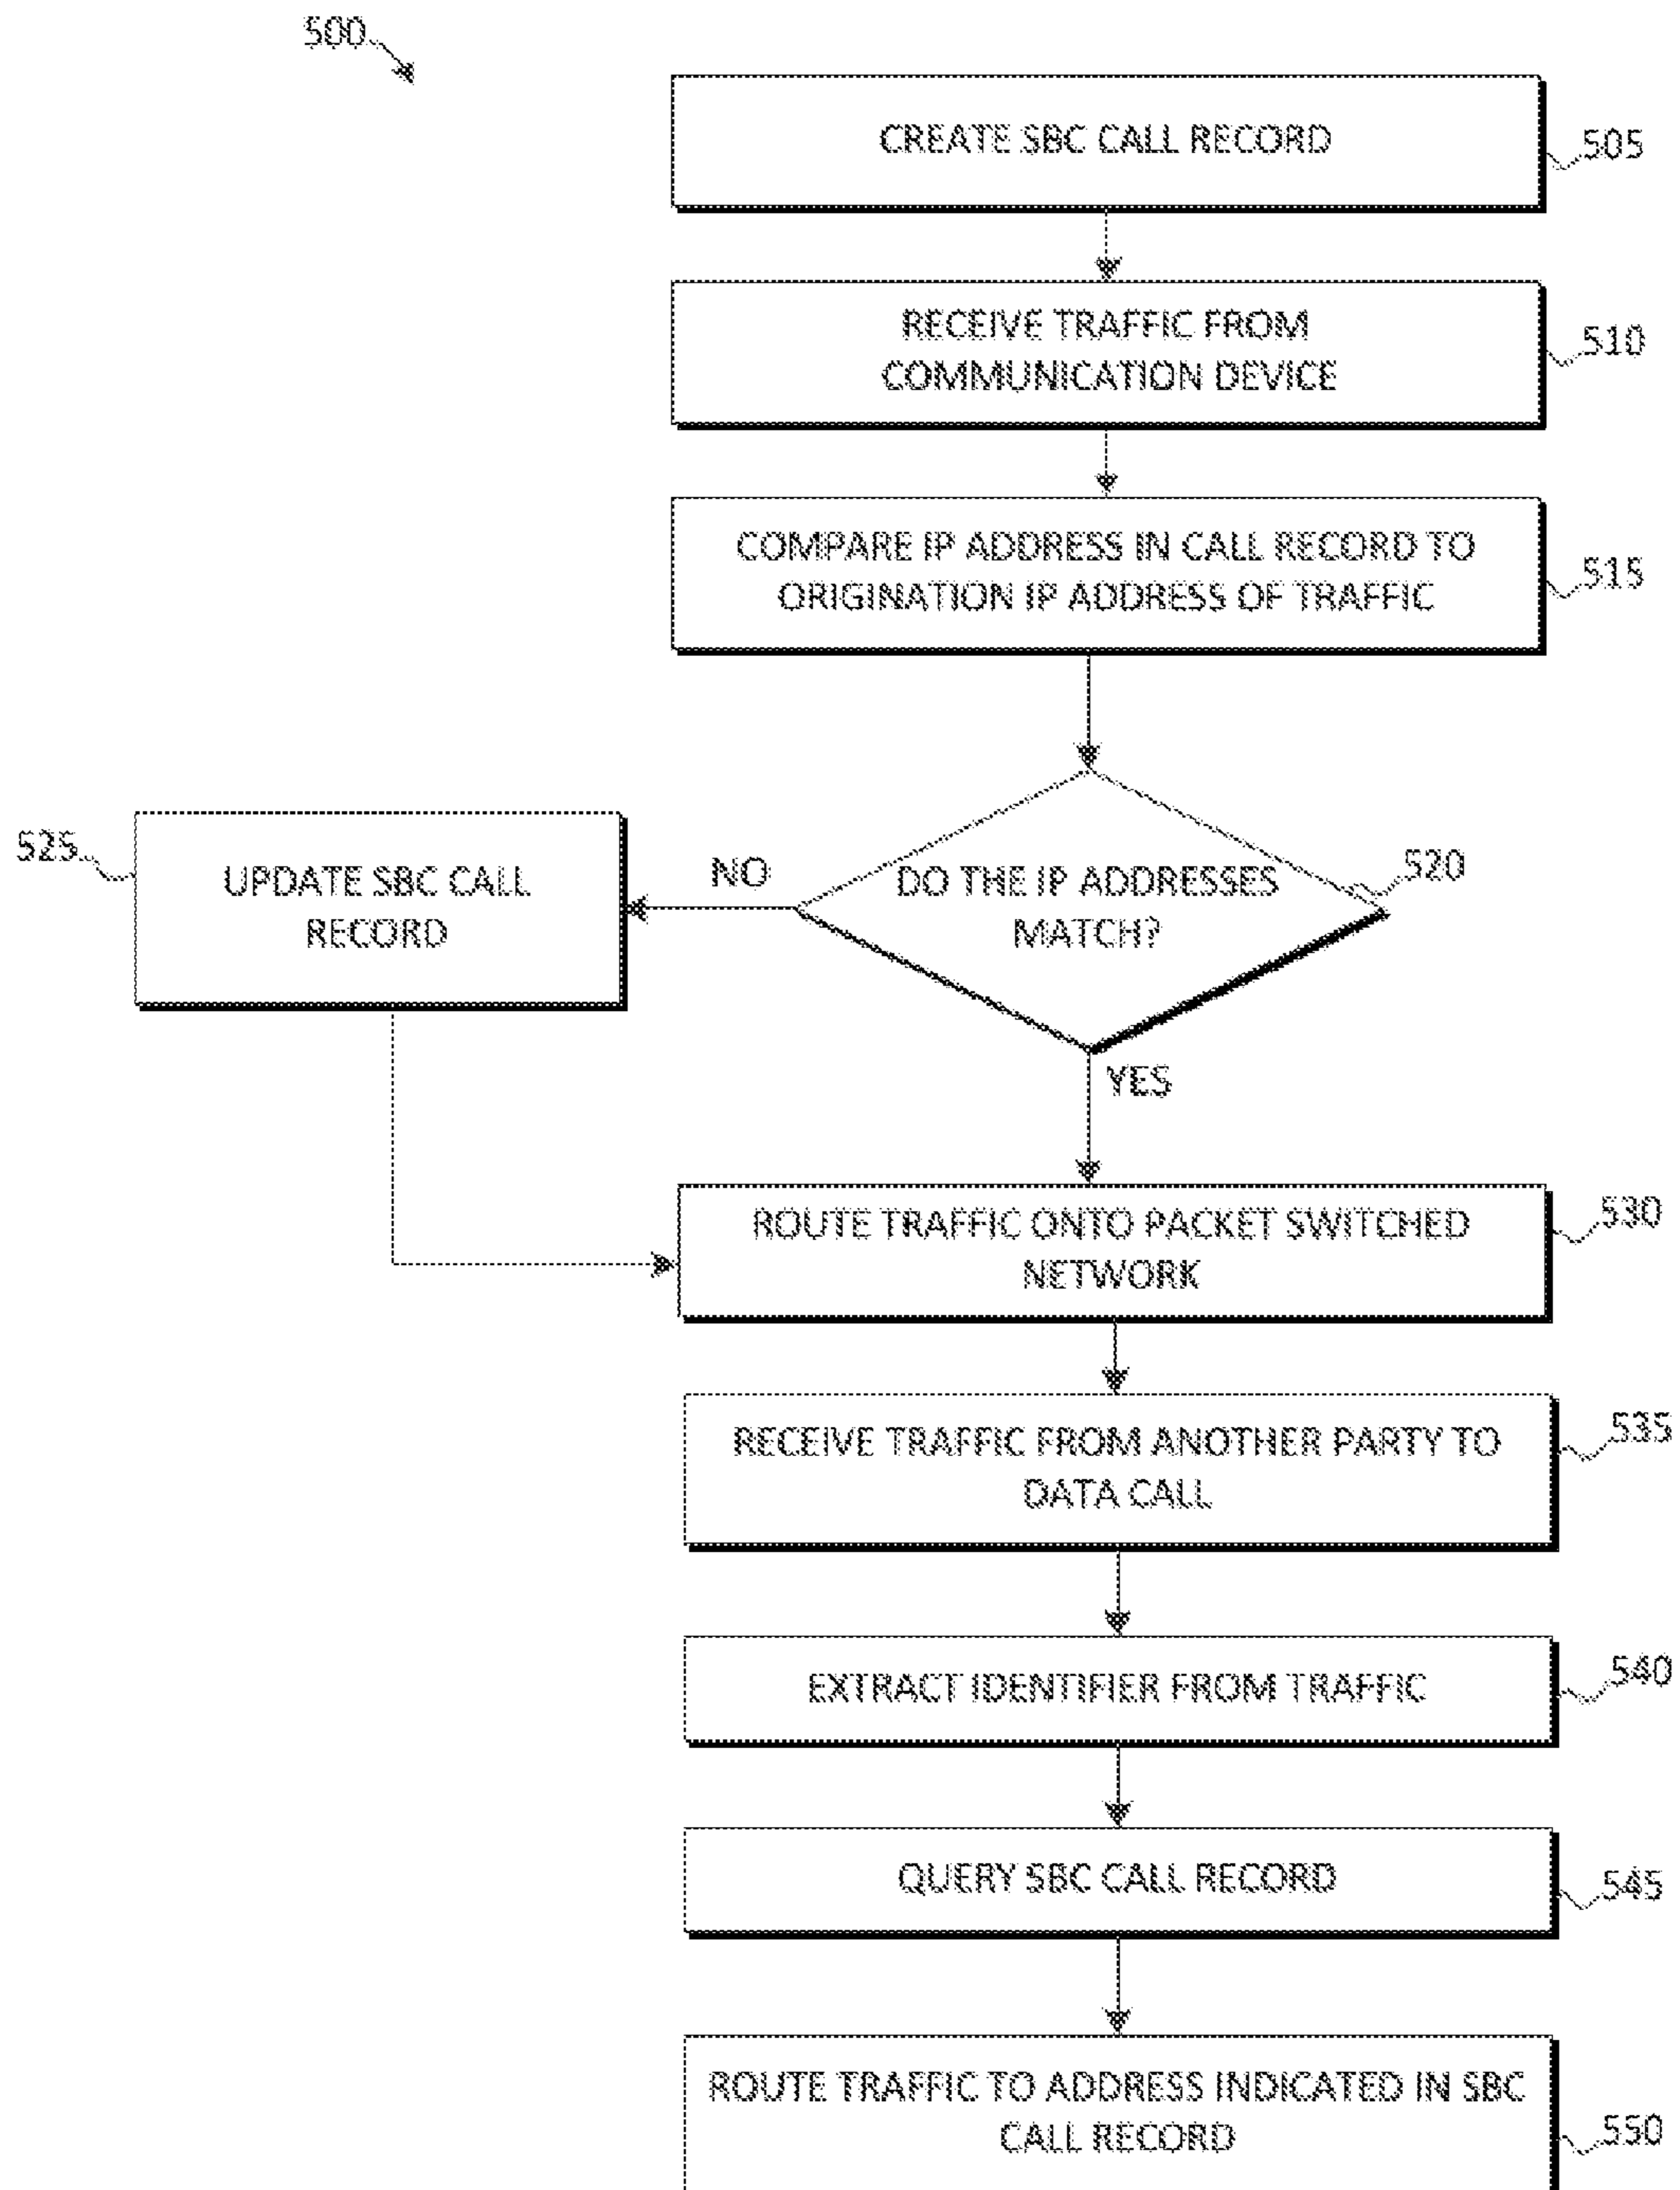 500
CREATE SBC CALL RECORD
505
RECEIVE TRAFFIC FROM
COMMUNICATION DEVICE
510
COMPARE IP ADDRESS IN CALL RECORD TO
ORIGINATION IP ADDRESS OF TRAFFIC
515
DO THE IP ADDRESSES
MATCH?
520
NO
525
UPDATE SBC CALL
RECORD
YES
ROUTE TRAFFIC ONTO PACKET SWITCHED
NETWORK
530
RECEIVE TRAFFIC FROM ANOTHER PARTY TO
DATA CALL
535
EXTRACT IDENTIFIER FROM TRAFFIC
540
QUERY SBC CALL RECORD
545
ROUTE TRAFFIC TO ADDRESS INDICATED IN SBC
CALL RECORD
550